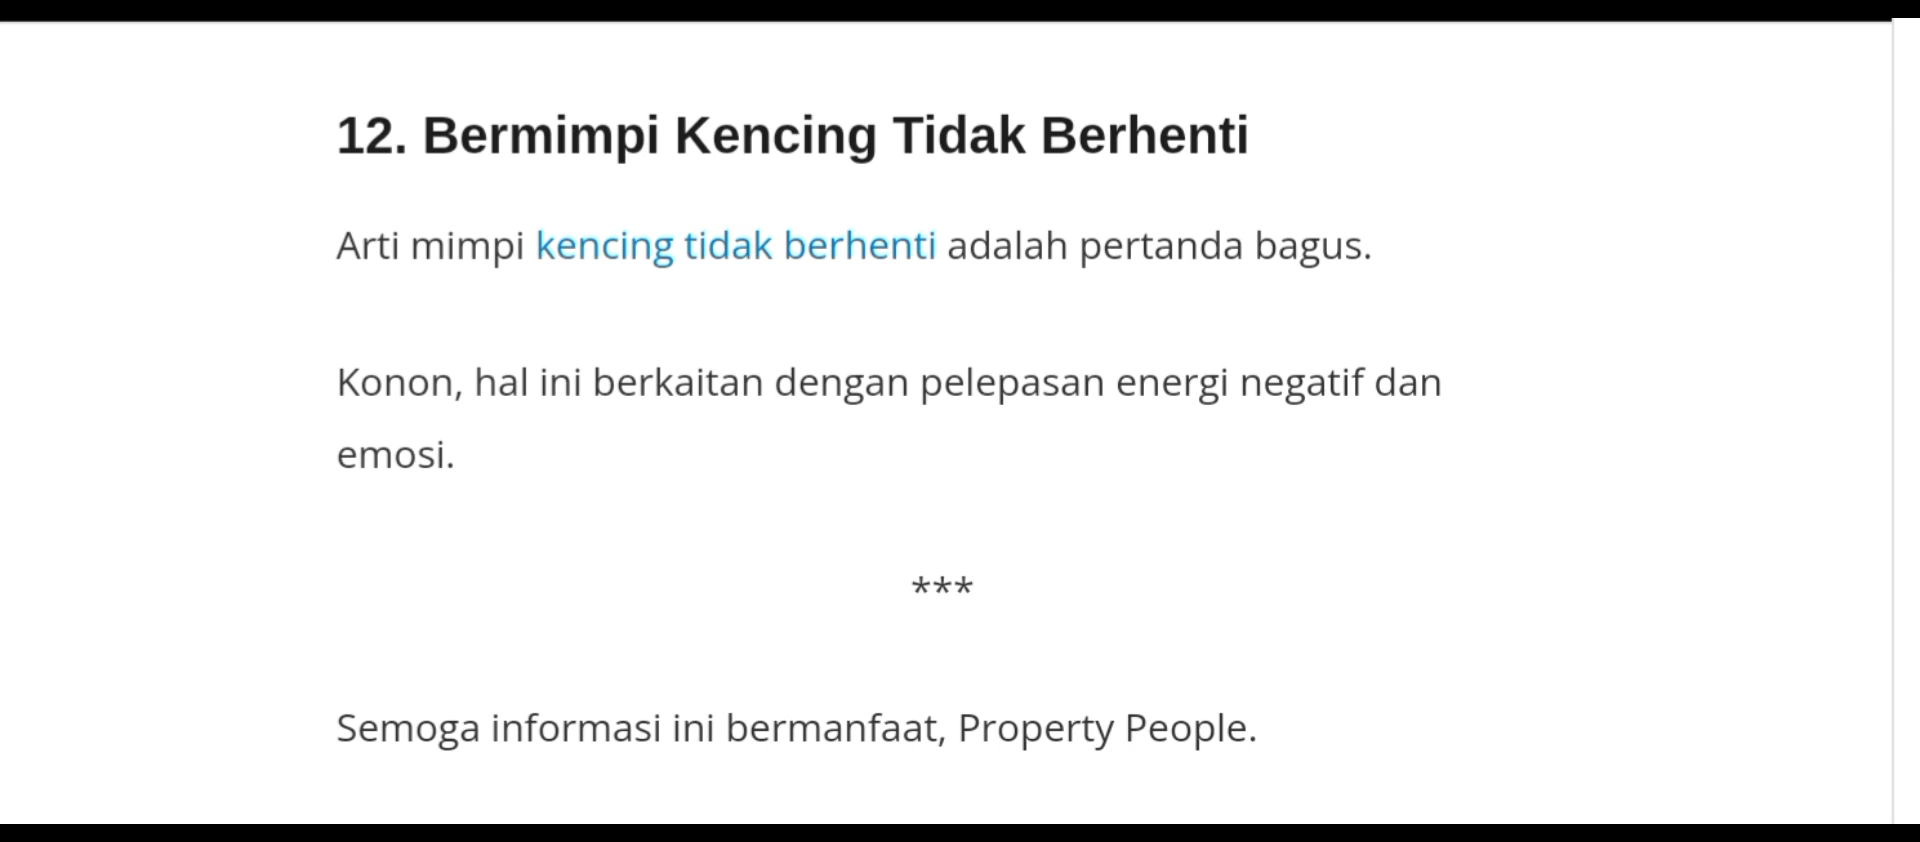 12. Bermimpi Kencing Tidak Berhenti
Arti mimpi kencing tidak berhenti adalah pertanda bagus.
Konon, hal ini berkaitan dengan pelepasan energi negatif dan
emosi.
***
Semoga informasi ini bermanfaat, Property People.